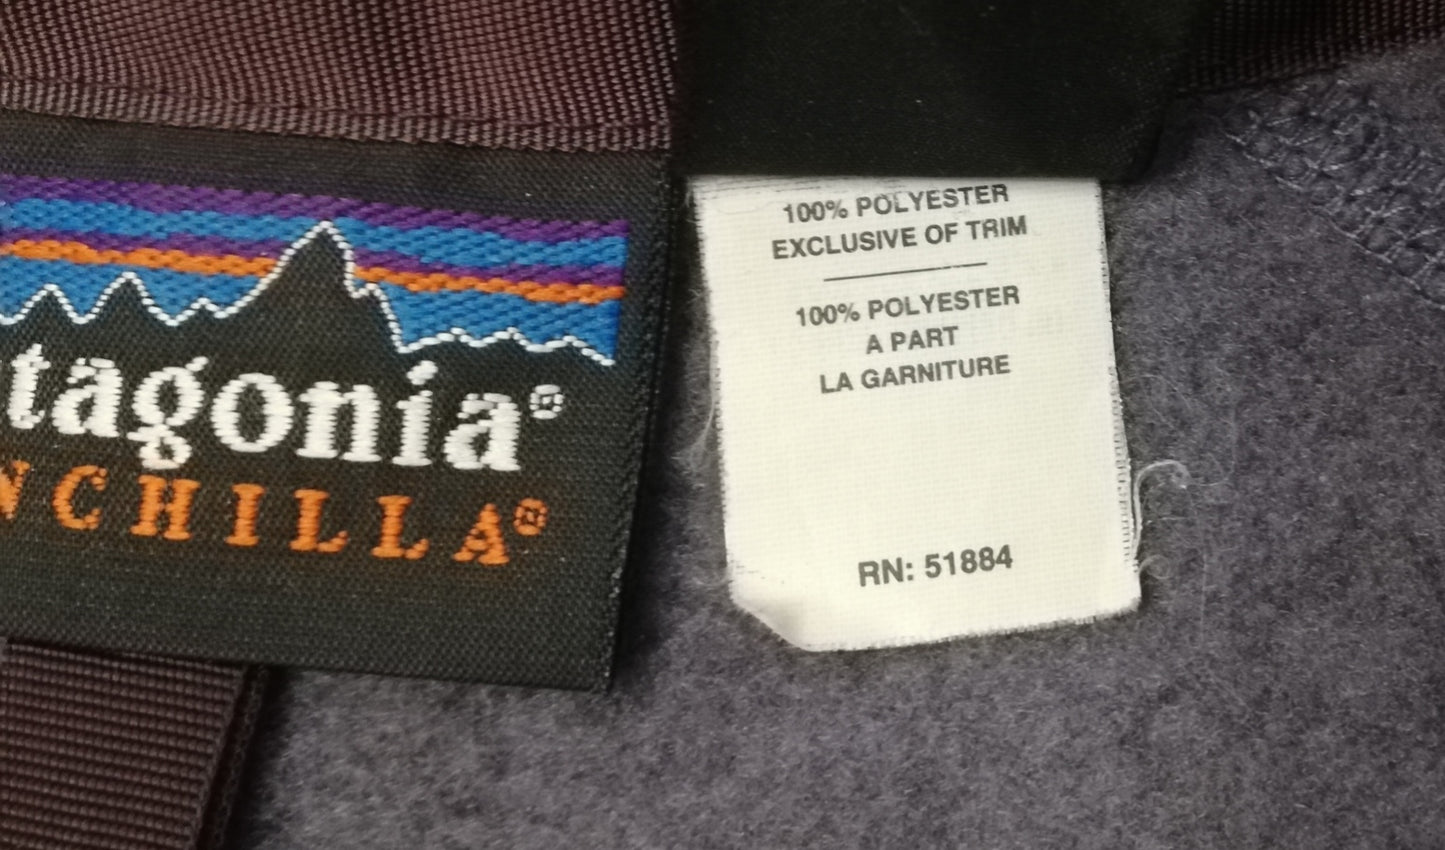 tagonia®
NCHILLA®
100% POLYESTER
EXCLUSIVE OF TRIM
100% POLYESTER
A PART
LA GARNITURE
RN: 51884